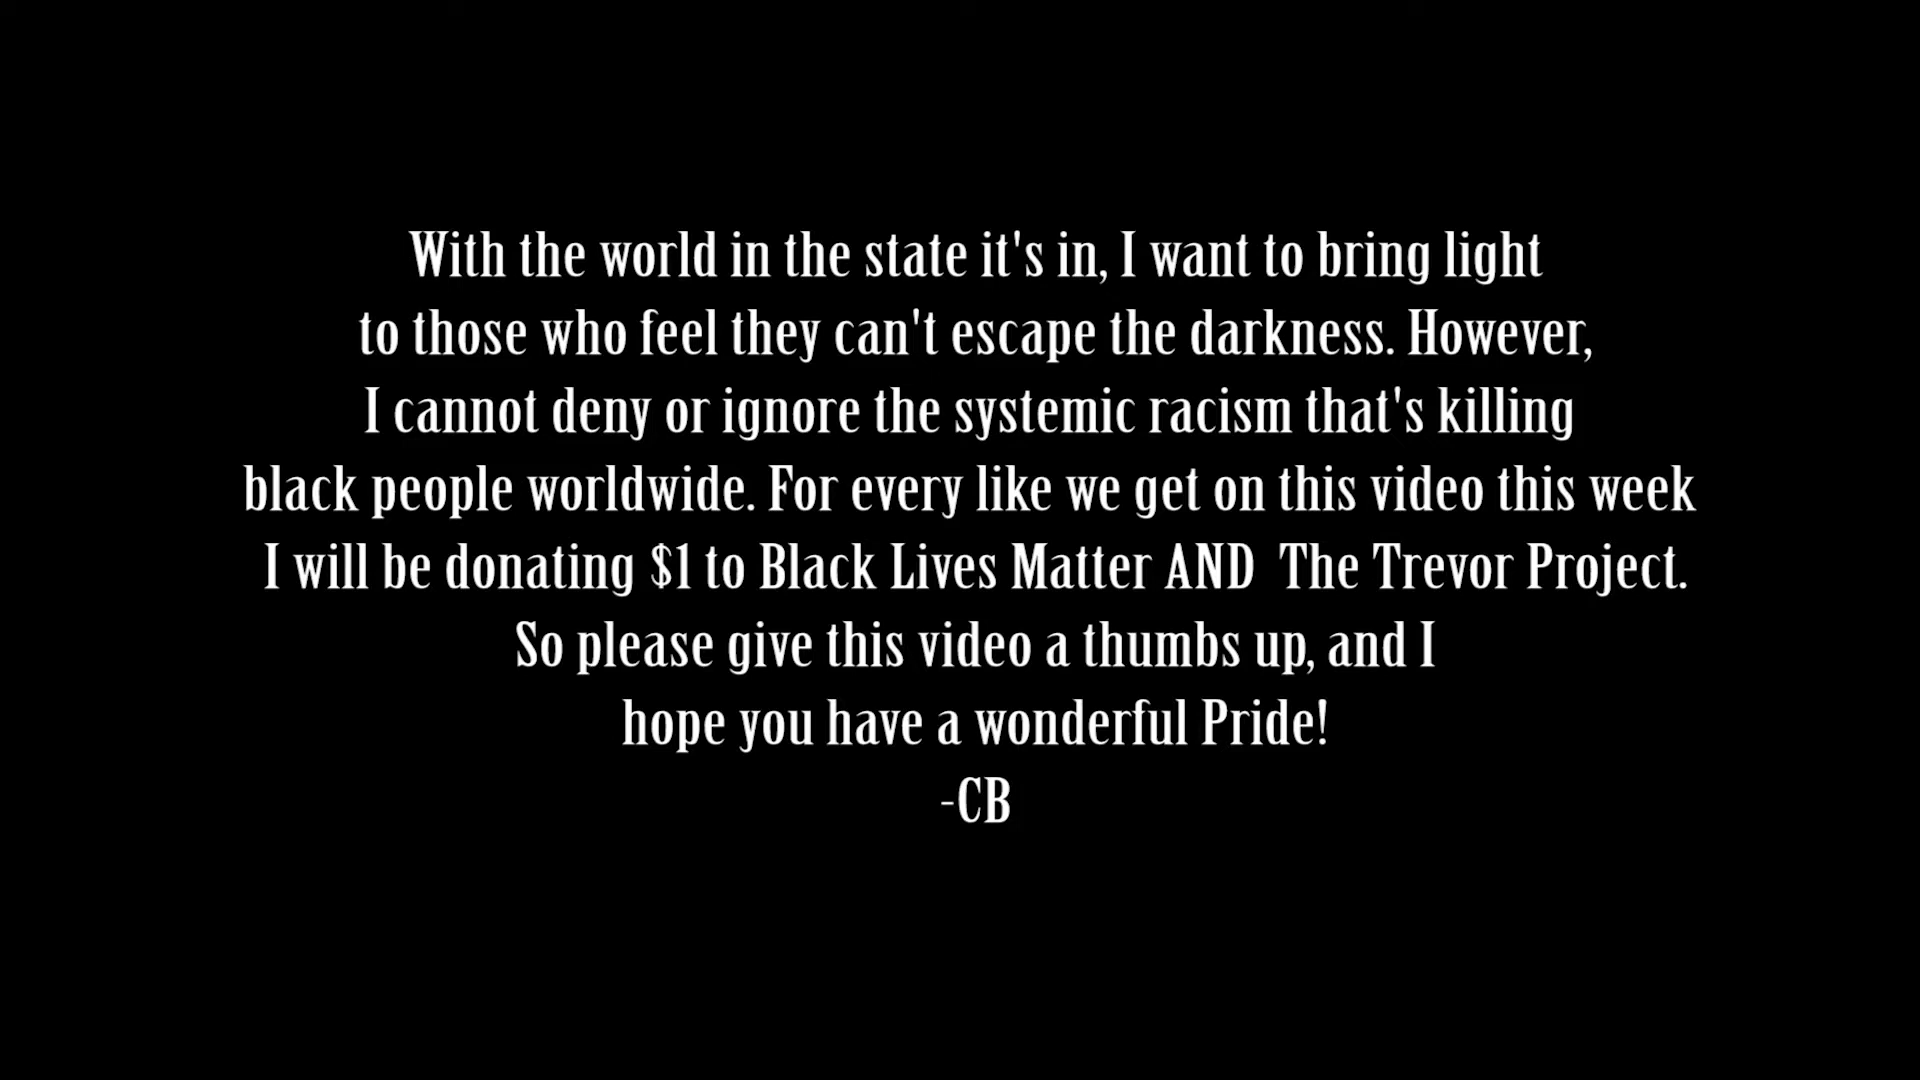 With the world in the state it's in, I want to bring light
to those who feel they can't escape the darkness. However,
I cannot deny or ignore the systemic racism that's killing
black people worldwide. For every like we get on this video this week
I will be donating $1 to Black Lives Matter AND  The Trevor Project.
So please give this video a thumbs up, and I
hope you have a wonderful Pride!
-CB